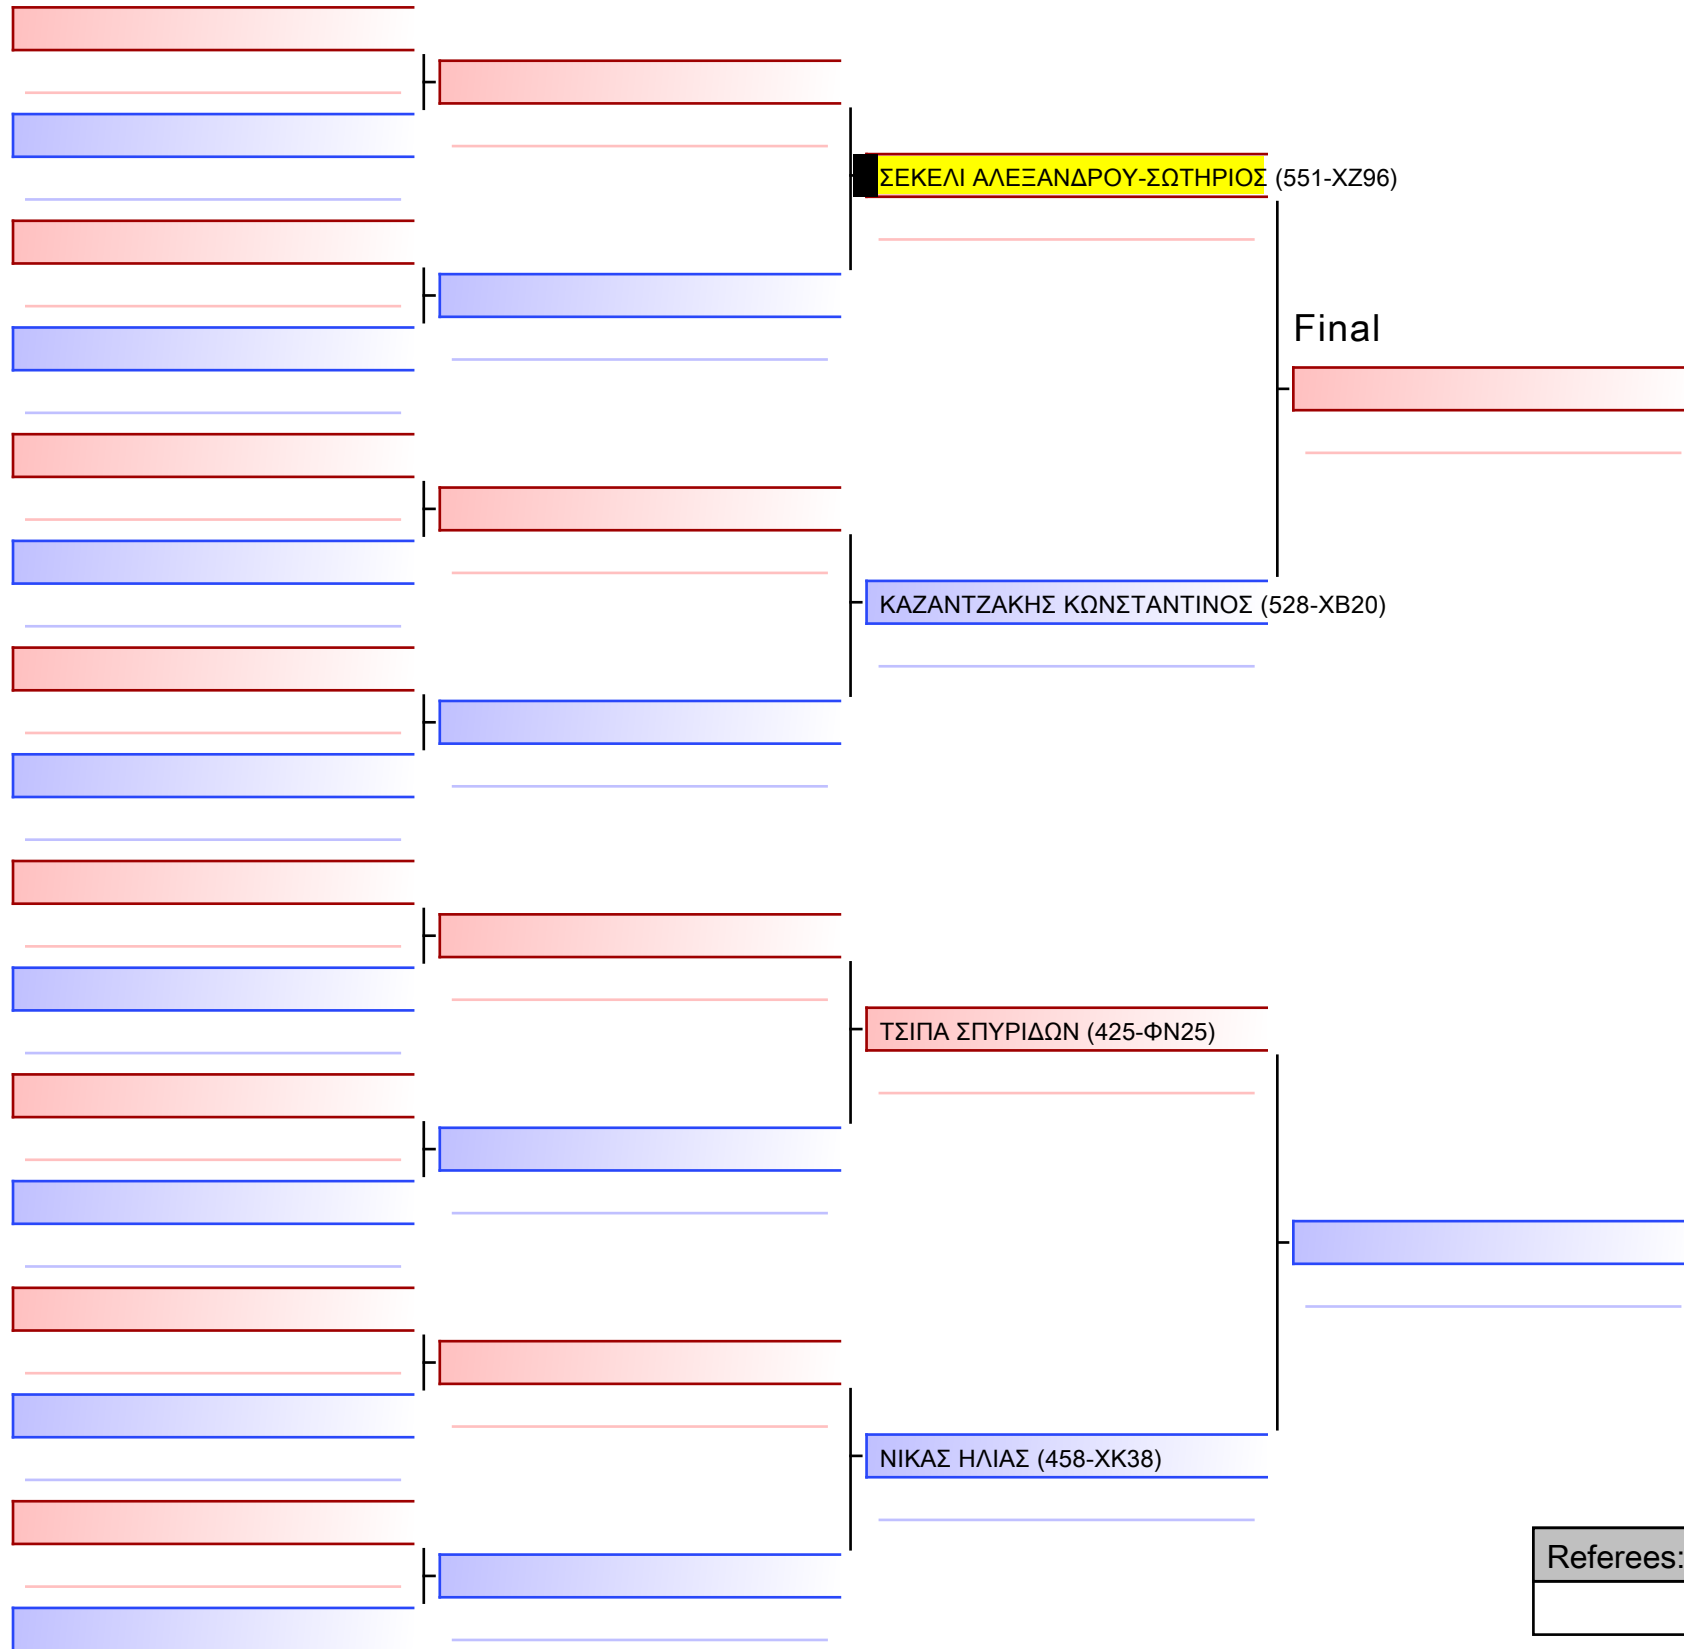 ΣΕΚΕΛΙ ΑΛΕΞΑΝΔΡΟΥ-ΣΩΤΗΡΙΟΣ (551-ΧΖ96)
Final
ΚΑΖΑΝΤΖΑΚΗΣ ΚΩΝΣΤΑΝΤΙΝΟΣ (528-ΧΒ20)
ΤΣΙΠΑ ΣΠΥΡΙΔΩΝ (425-ΦΝ25)
ΝΙΚΑΣ ΗΛΙΑΣ (458-ΧΚ38)
Referees: